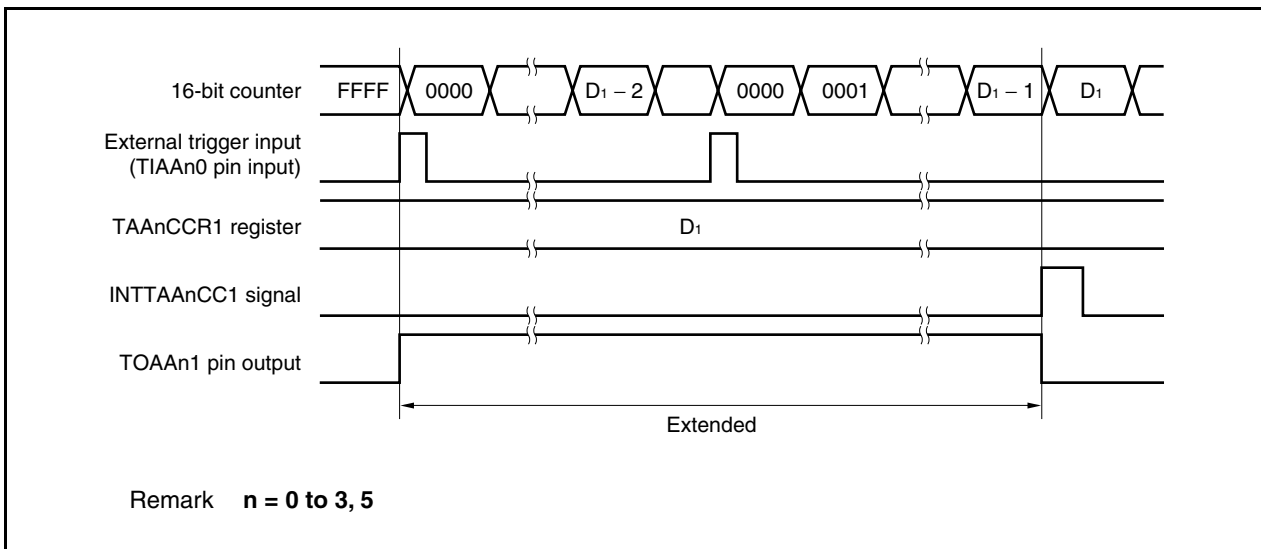 16-bit counter FFFF 0000 D1 − 2 0000 0001 D1 − 1 D1
External trigger input
(TIAAn0 pin input)
TAAnCCR1 register D1
INTTAAnCC1 signal
TOAAn1 pin output
Extended
Remark n = 0 to 3, 5